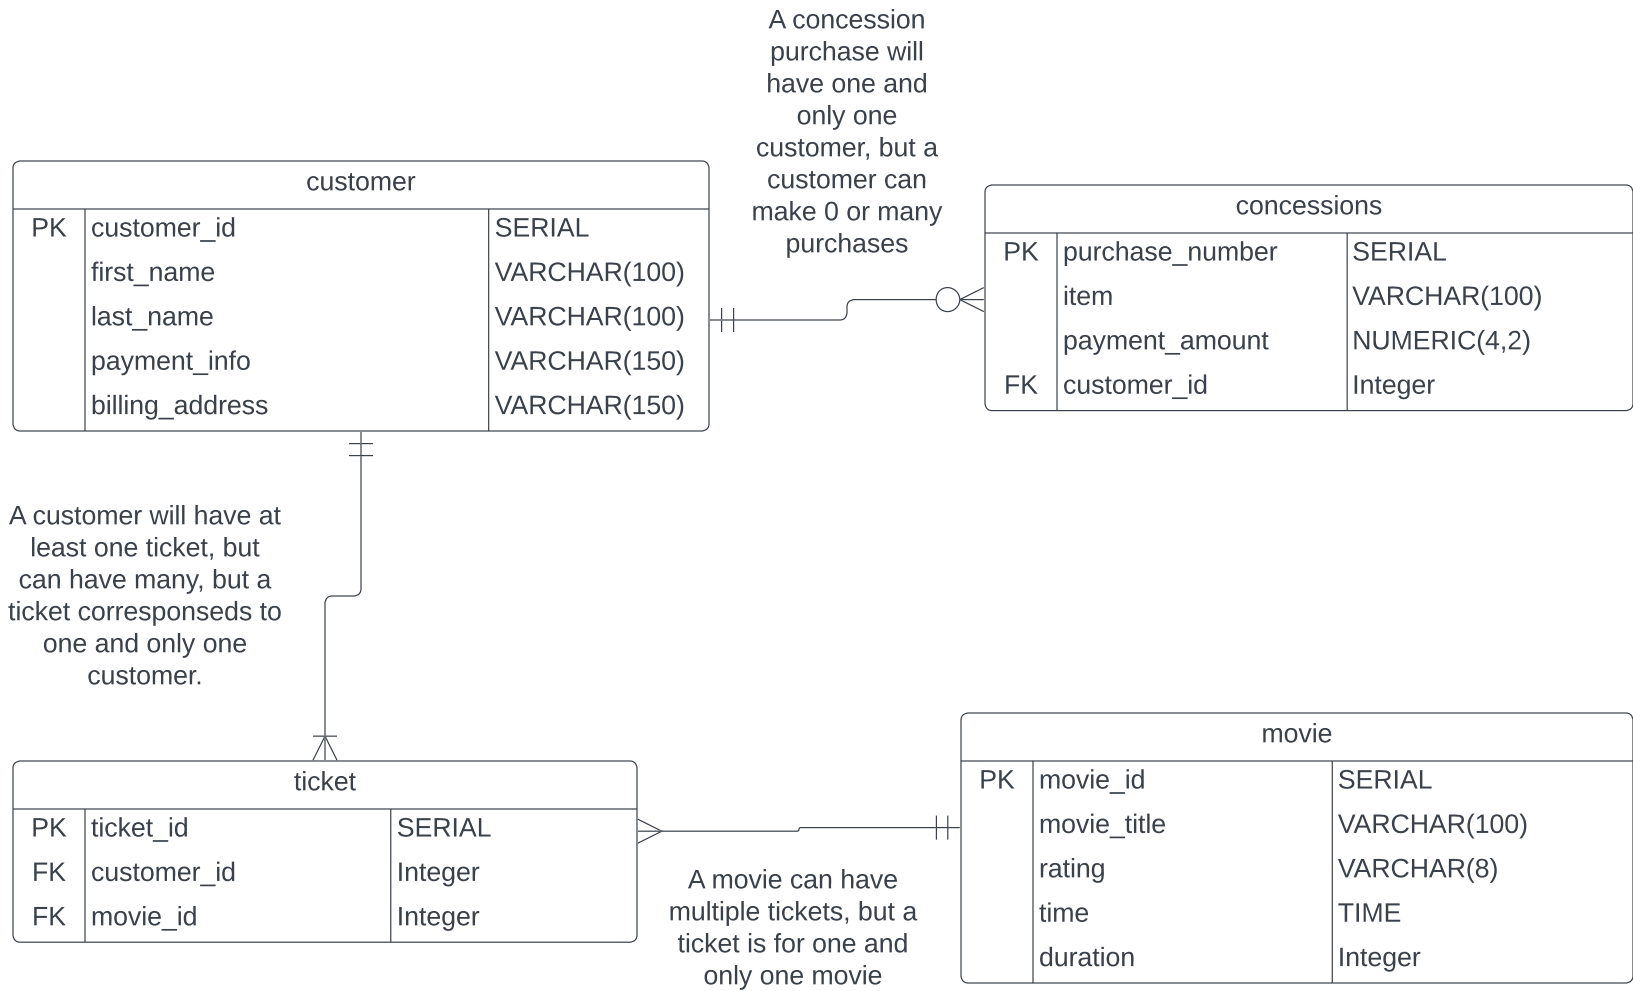 A concession
purchase will
have one and
only one
customer, but a
customer can
make 0 or many
purchases
customer
PK customer_id SERIAL
first_name VARCHAR(100)
last_name VARCHAR(100)
payment_info VARCHAR(150)
billing_address VARCHAR(150)
concessions
PK purchase_number SERIAL
item VARCHAR(100)
payment_amount NUMERIC(4,2)
FK customer_id Integer
A customer will have at
least one ticket, but
can have many, but a
ticket corresponseds to
one and only one
customer.
ticket
PK ticket_id SERIAL
FK customer_id Integer
FK movie_id Integer
A movie can have
multiple tickets, but a
ticket is for one and
only one movie
movie
PK movie_id SERIAL
movie_title VARCHAR(100)
rating VARCHAR(8)
time TIME
duration Integer